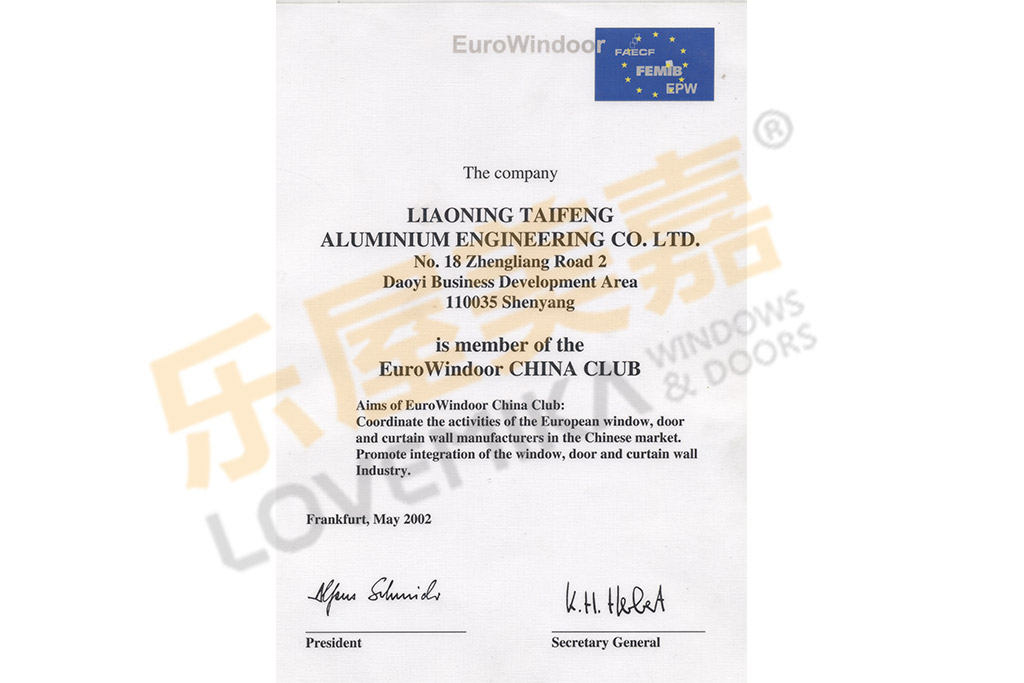 EuroWindoor
FAECF
FEMIB
EPW
The company
LIAONING TAIFENG
ALUMINIUM ENGINEERING CO. LTD.
No. 18 Zhengliang Road 2
Daoyi Business Development Area
110035 Shenyang
is member of the
EuroWindoor CHINA CLUB
Aims of EuroWindoor China Club:
Coordinate the activities of the European window, door
and curtain wall manufacturers in the Chinese market.
Promote integration of the window, door and curtain wall
Industry.
Frankfurt, May 2002
K.H. Herbert
President
Secretary General
乐屋美嘉®
LOVEMIKA WINDOWS
& DOORS